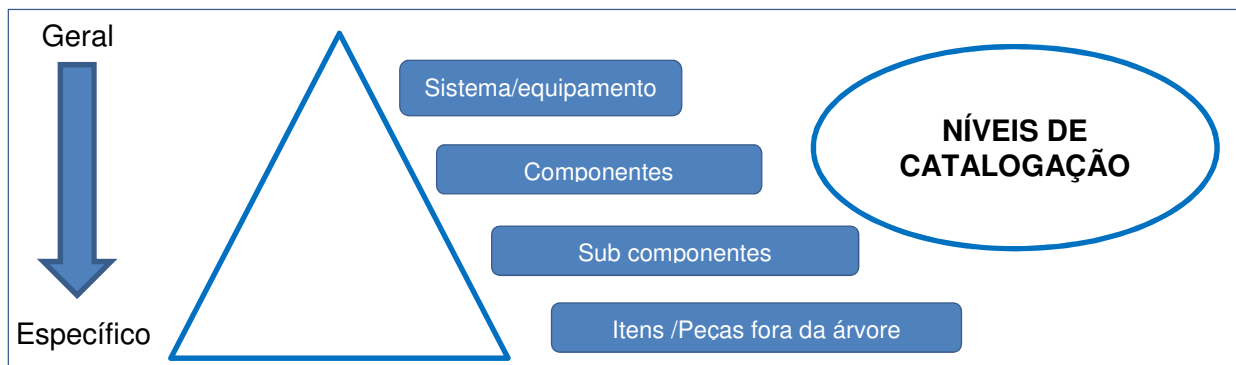 Geral
Sistema/equipamento
NÍVEIS DE
CATALOGAÇÃO
Componentes
Sub componentes
Itens /Peças fora da árvore
Específico